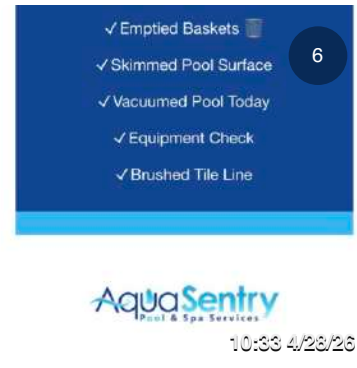 ✓ Emptied Baskets
6
✓ Skimmed Pool Surface
✓ Vacuumed Pool Today
✓ Equipment Check
✓ Brushed Tile Line
AquaSentry
Pool & Spa Services
10:33 4/28/26